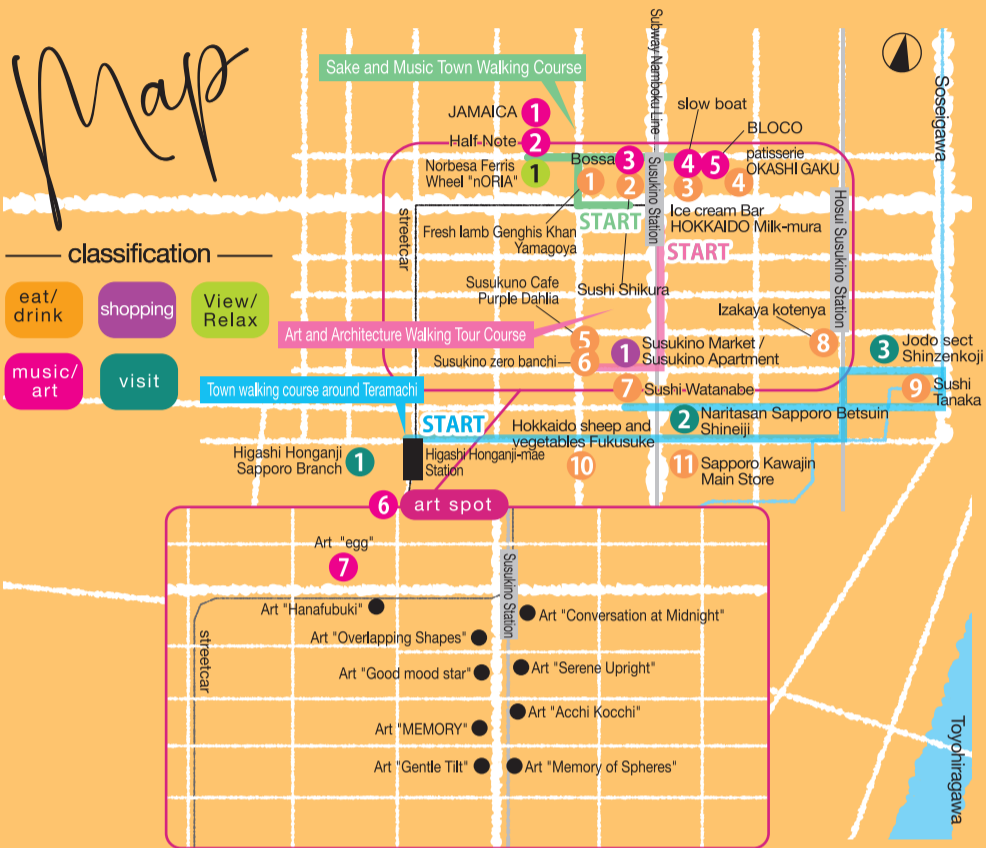 Map
classification
eat/
drink
shopping
View/
Relax
music/
art
visit
Sake and Music Town Walking Course
Subway Namboku Line
Soseigawa
JAMAICA 1
Half-Note 2
Norbesa Ferris
Wheel "nORIA"
1
slow boat
4
BLOCO
5
Bossa 3
patisserie
OKASHI GAKU
1
2
3
4
Susukino Station
Hosui Susukino Station
streetcar
START
Fresh lamb Genghis Khan
Yamagoya
Ice cream Bar
HOKKAIDO Milk-mura
START
Sushi Shikura
Susukuno Cafe
Purple Dahlia
5
Izakaya kotenya
8
Art and Architecture Walking Tour Course
Susukino zero banchi 6
1 Susukino Market /
Susukino Apartment
3 Jodo sect
Shinzenkoji
7 Sushi Watanabe
9 Sushi
Tanaka
Town walking course around Teramachi
START
2 Naritasan Sapporo Betsuin
Shineiji
Hokkaido sheep and
vegetables Fukusuke
10
Higashi Honganji
Sapporo Branch
1
Higashi Honganji-mae
Station
11 Sapporo Kawajin
Main Store
6 art spot
Art "egg"
7
Susukino Station
streetcar
Art "Hanafubuki"
Art "Conversation at Midnight"
Art "Overlapping Shapes"
Art "Good mood star"
Art "Serene Upright"
Art "Acchi Kocchi"
Art "MEMORY"
Art "Gentle Tilt"
Art "Memory of Spheres"
Toyohiragawa